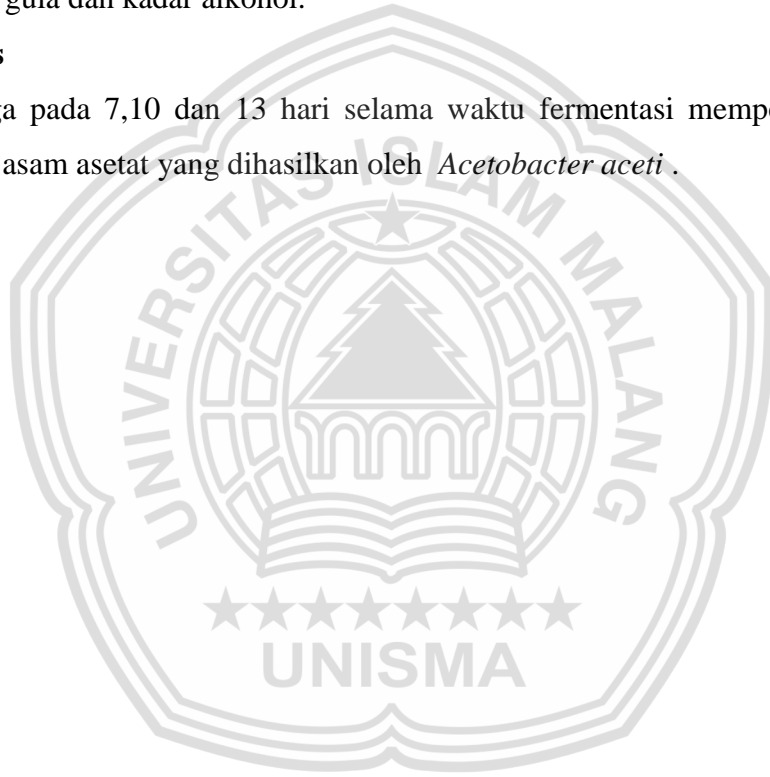 gula dan kadar alkohol.
s
ga pada 7,10 dan 13 hari selama waktu fermentasi mempe
asam asetat yang dihasilkan oleh Acetobacter aceti .
UNIVERSITAS ISLAM MALANG
UNISMA